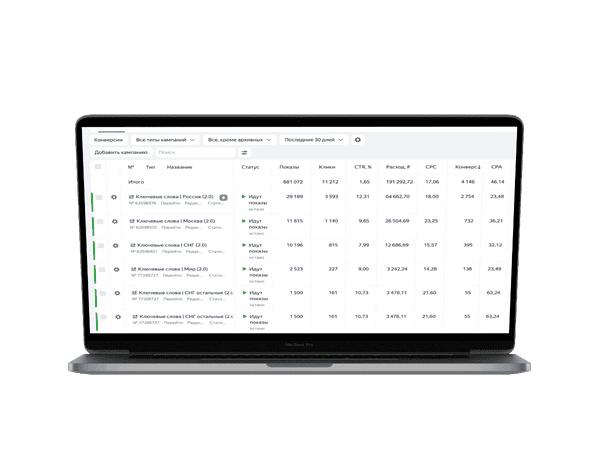 Конверсии Все типы кампаний Все, кроме архивных Последние 30 дней
Добавить кампанию Поиск
№ Тип Название Статус Показы Клики CTR, % Расход, ₽ CPC Конверс CPA
Итого 681 072 11 212 1,65 191 292,72 17,06 4 146 46,14
Ключевые слова | Россия (2.0) Идут показы 29 189 3 593 12,31 64 662,70 18,00 2 754 23,48
Перейти Редак... Стати...
Ключевые слова | Москва (2.0) Идут показы 11 815 1 140 9,65 26 504,69 23,25 732 36,21
Перейти Редак... Стати...
Ключевые слова | СНГ (2.0) Идут показы 10 196 815 7,99 12 686,69 15,57 395 32,12
Перейти Редак... Стати...
Ключевые слова | Мир (2.0) Идут показы 2 523 227 9,00 3 242,24 14,28 138 23,49
№ 77288727 Перейти Редак... Стати...
Ключевые слова | СНГ остальные (2.0 Идут показы 1 500 161 10,73 3 478,11 21,60 55 63,24
№ 77288727 Перейти Редак... Стати...
Ключевые слова | СНГ остальные (2.0 Идут показы 1 500 161 10,73 3 478,11 21,60 55 63,24
№ 77288727 Перейти Редак... Стати...
MacBook Pro